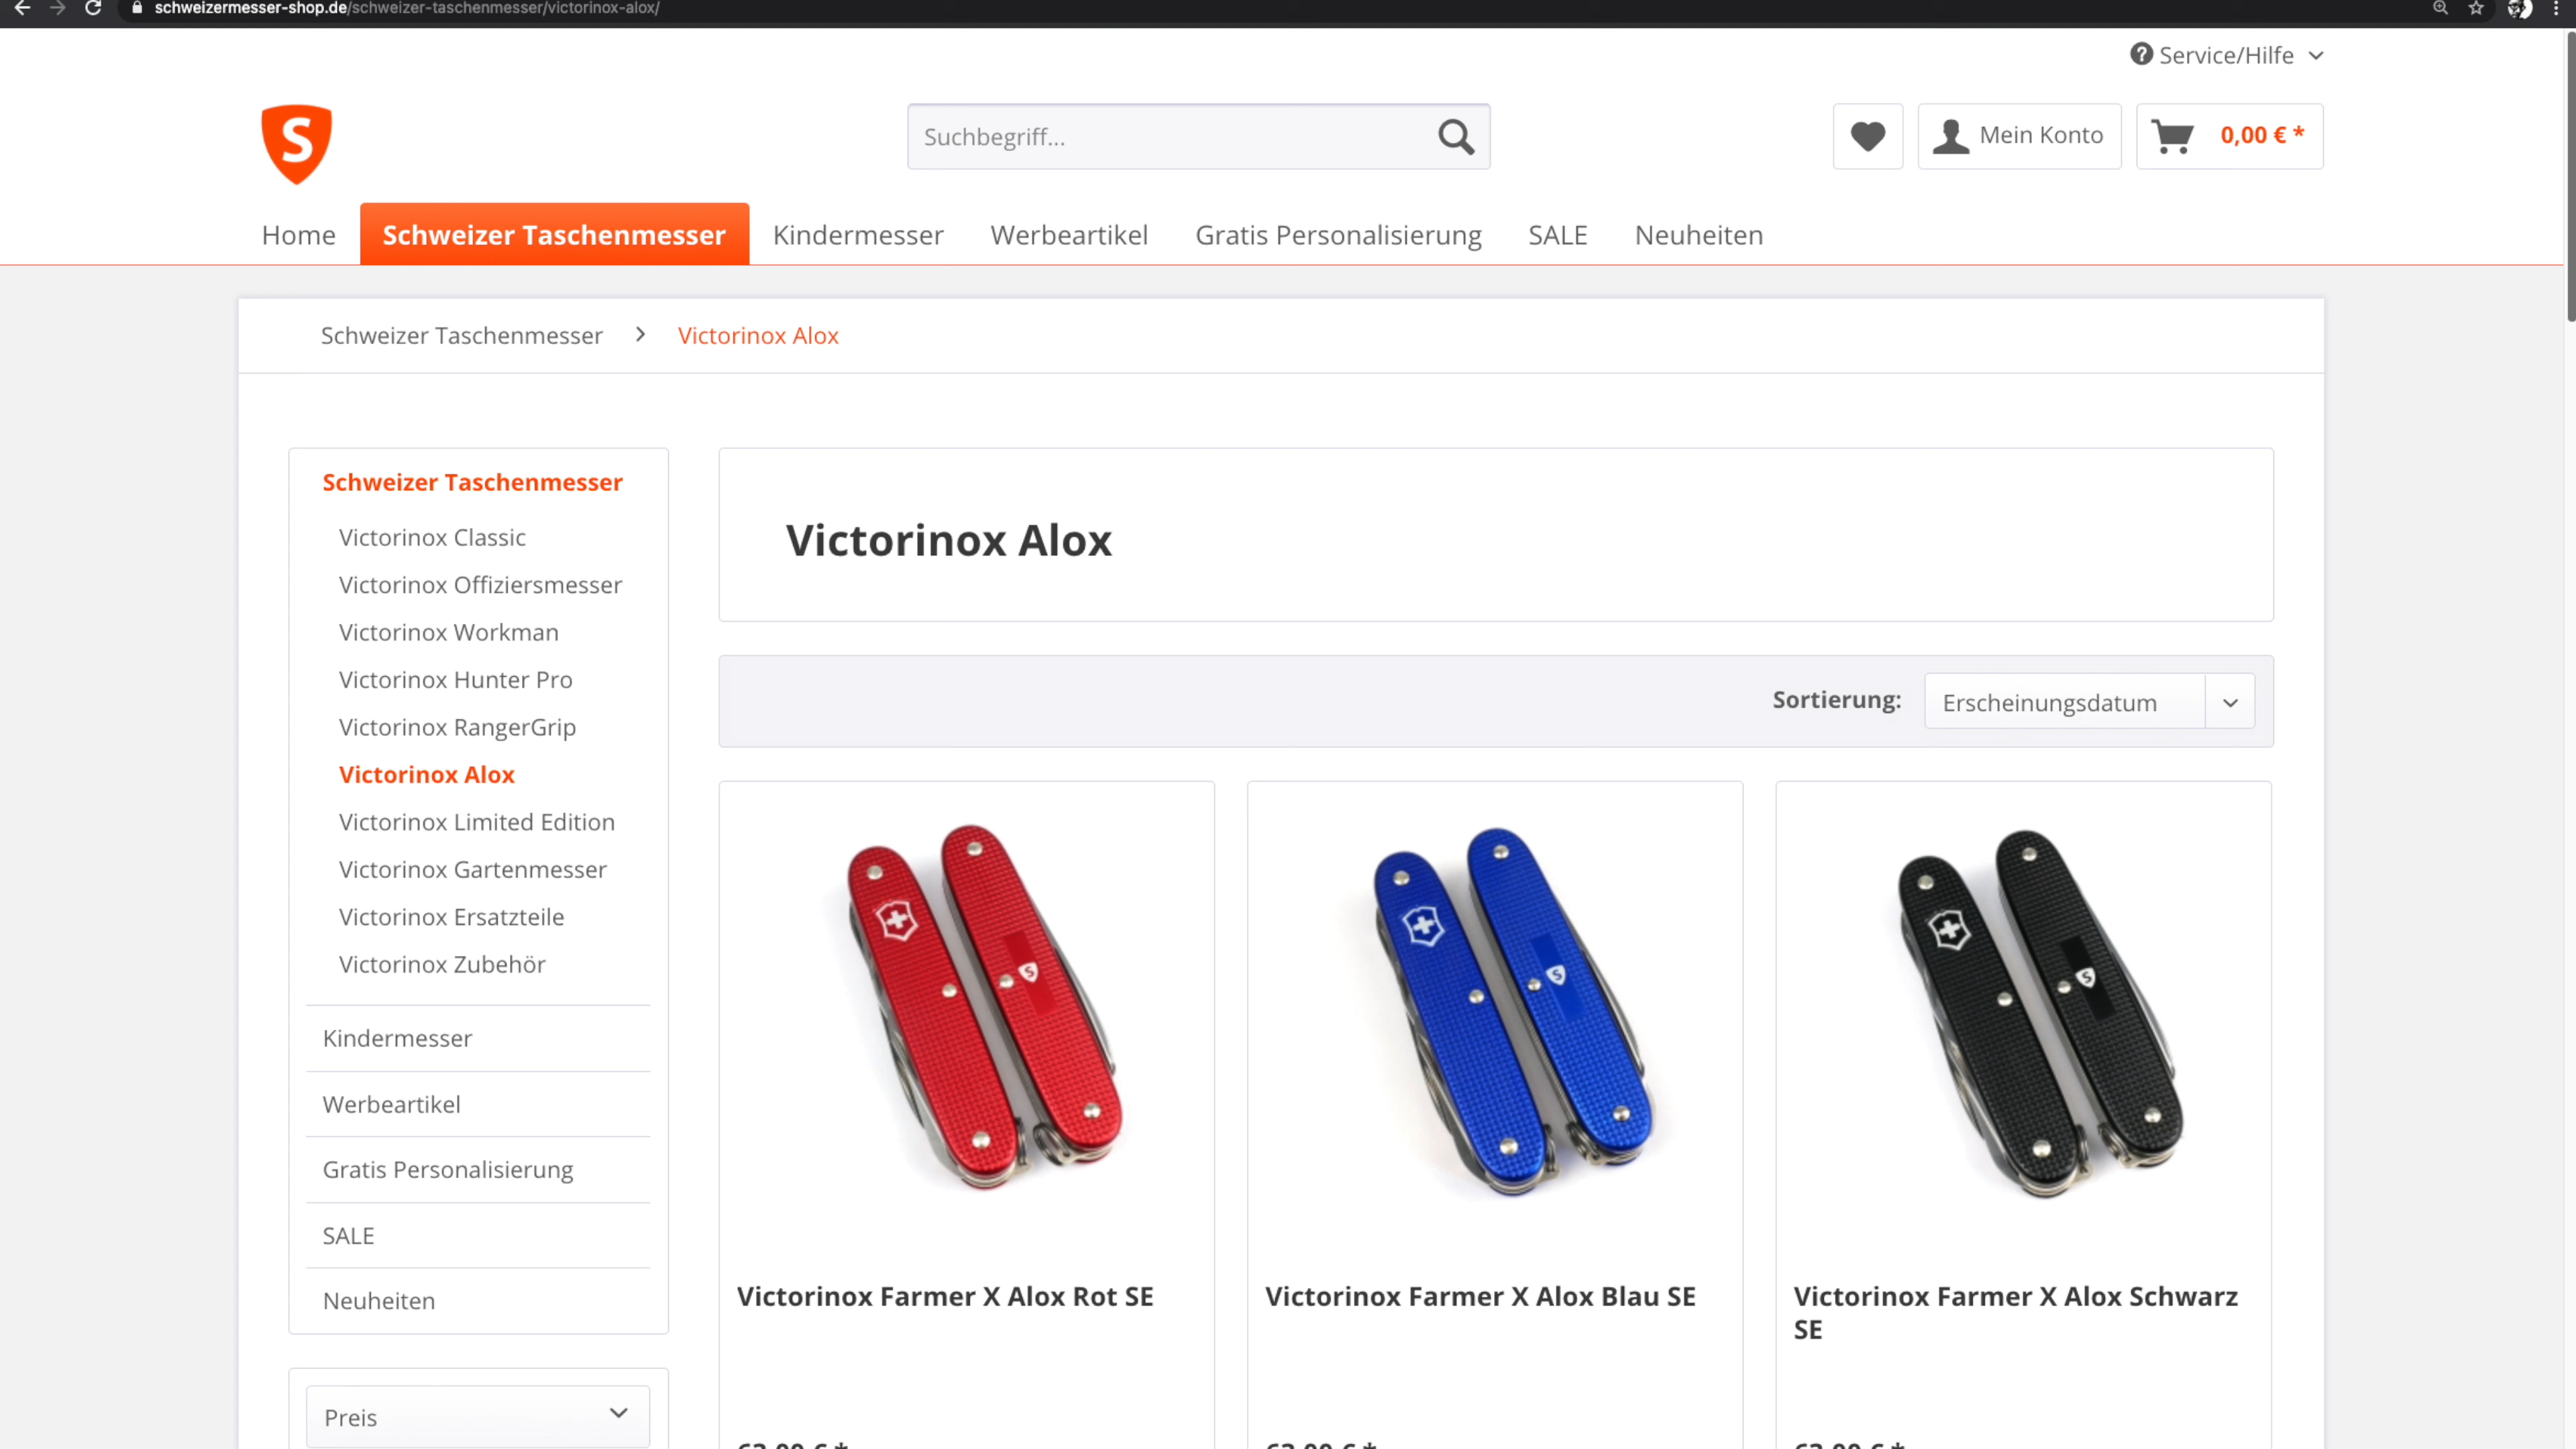 schweizermesser-shop.de/schweizer-taschenmesser/victorinox-alox/
Service/Hilfe
S
Suchbegriff...
Mein Konto
0,00 € *
Home
Schweizer Taschenmesser
Kindermesser
Werbeartikel
Gratis Personalisierung
SALE
Neuheiten
Schweizer Taschenmesser
Victorinox Alox
Schweizer Taschenmesser
Victorinox Classic
Victorinox Offiziersmesser
Victorinox Workman
Victorinox Hunter Pro
Victorinox RangerGrip
Victorinox Alox
Victorinox Limited Edition
Victorinox Gartenmesser
Victorinox Ersatzteile
Victorinox Zubehör
Kindermesser
Werbeartikel
Gratis Personalisierung
SALE
Neuheiten
Preis
Victorinox Alox
Sortierung:
Erscheinungsdatum
S
S
S
Victorinox Farmer X Alox Rot SE
Victorinox Farmer X Alox Blau SE
Victorinox Farmer X Alox Schwarz
SE